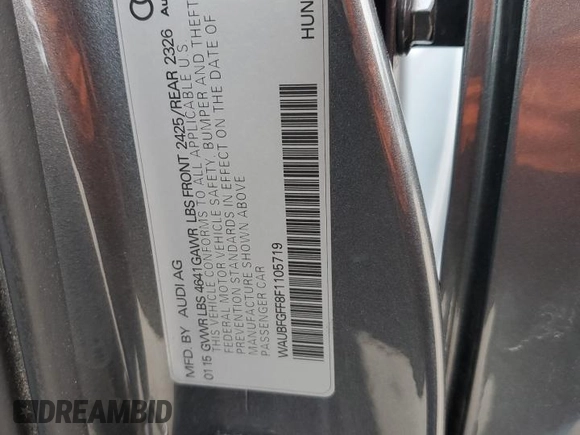 Au
HUN
MFD. BY AUDI AG
01 15 GVWR LBS 4641 GAWR LBS FRONT 2425/REAR 2326
THIS VEHICLE CONFORMS TO ALL APPLICABLE U S
FEDERAL MOTOR VEHICLE SAFETY, BUMPER AND THEFT
PREVENTION STANDARDS IN EFFECT ON THE DATE OF
MANUFACTURE SHOWN ABOVE
PASSENGER CAR
WAUBFGFF8F1105719
DREAMBID